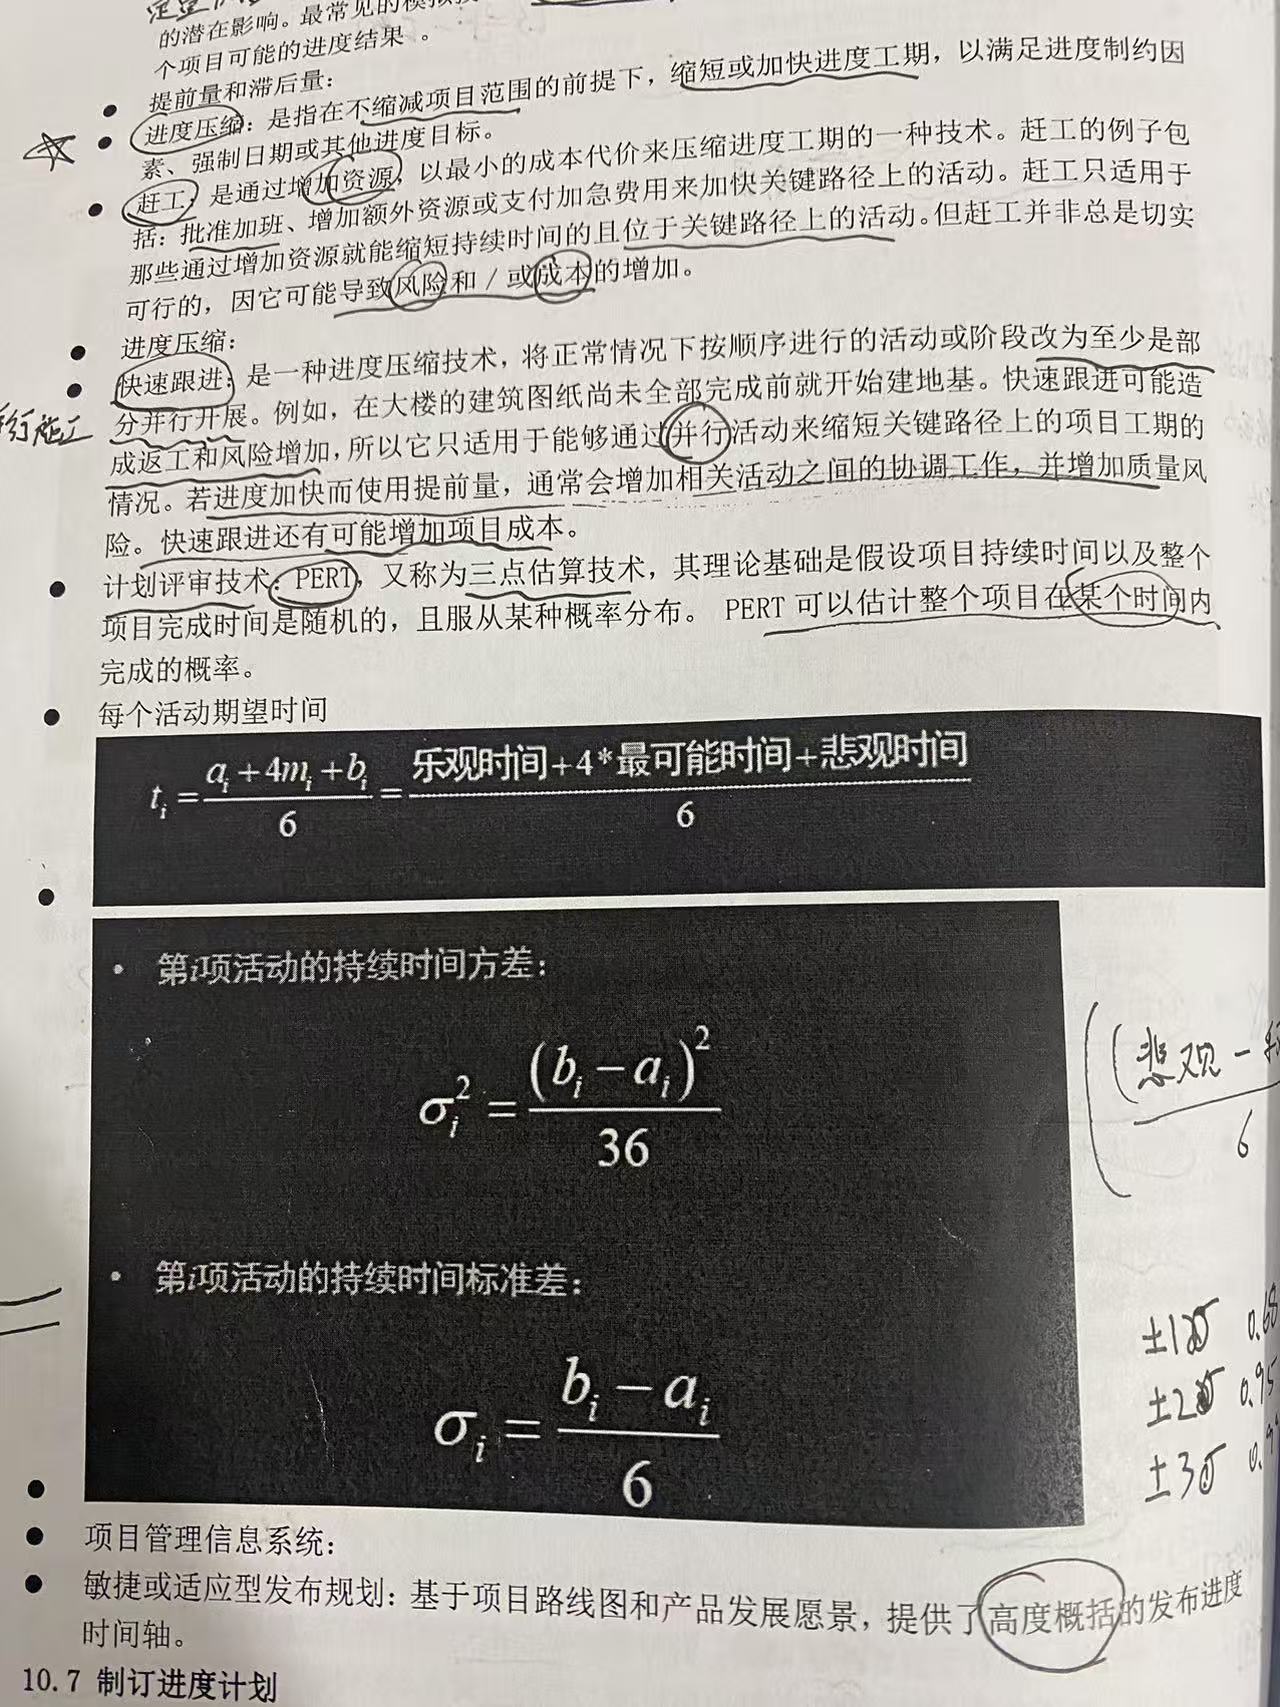 的潜在影响。最常见的模拟
个项目可能的进度结果 。
提前量和滞后量：
进度压缩：是指在不缩减项目范围的前提下，缩短或加快进度工期，以满足进度制约因
素、强制日期或其他进度目标。
赶工：是通过增加资源，以最小的成本代价来压缩进度工期的一种技术。赶工的例子包
括：批准加班、增加额外资源或支付加急费用来加快关键路径上的活动。赶工只适用于
那些通过增加资源就能缩短持续时间的且位于关键路径上的活动。但赶工并非总是切实
可行的，因它可能导致风险和 / 或成本的增加。
进度压缩：
快速跟进：是一种进度压缩技术，将正常情况下按顺序进行的活动或阶段改为至少是部
分并行开展。例如，在大楼的建筑图纸尚未全部完成前就开始建地基。快速跟进可能造
成返工和风险增加，所以它只适用于能够通过并行活动来缩短关键路径上的项目工期的
情况。若进度加快而使用提前量，通常会增加相关活动之间的协调工作，并增加质量风
险。快速跟进还有可能增加项目成本。
计划评审技术：PERT，又称为三点估算技术，其理论基础是假设项目持续时间以及整个
项目完成时间是随机的，且服从某种概率分布。 PERT 可以估计整个项目在某个时间内
完成的概率。
每个活动期望时间
tᵢ = (aᵢ + 4mᵢ + bᵢ) / 6 = (乐观时间+4*最可能时间+悲观时间) / 6
• 第i项活动的持续时间方差：
σᵢ² = (bᵢ − aᵢ)² / 36
(悲观 −
6
• 第i项活动的持续时间标准差：
±1σ 0.68
±2σ 0.95
σᵢ = (bᵢ − aᵢ) / 6
±3σ 0.9
项目管理信息系统：
敏捷或适应型发布规划：基于项目路线图和产品发展愿景，提供了高度概括的发布进度
时间轴。
10.7 制订进度计划